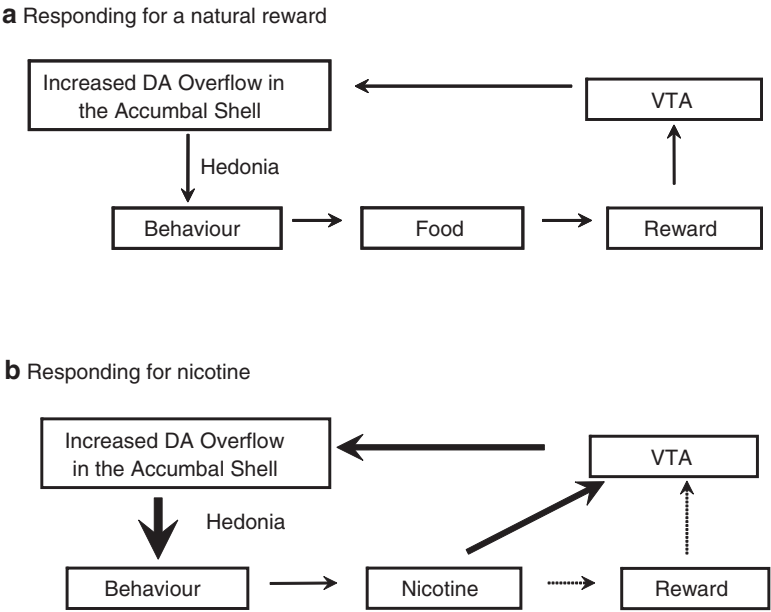 a Responding for a natural reward
Increased DA Overflow in
the Accumbal Shell
VTA
Hedonia
Behaviour
Food
Reward
b Responding for nicotine
Increased DA Overflow
in the Accumbal Shell
VTA
Hedonia
Behaviour
Nicotine
Reward